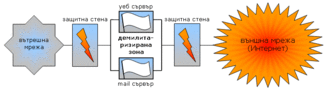 уеб сървър
защитна стена
защитна стена
вътрешна
мрежа
демилита-
ризирана
зона
външна мрежа
(Интернет)
mail сървър